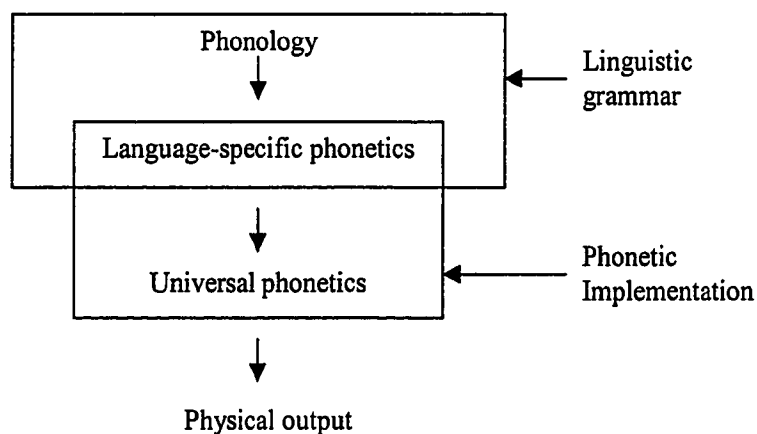 Phonology
Linguistic
grammar
Language-specific phonetics
Universal phonetics
Phonetic
Implementation
Physical output